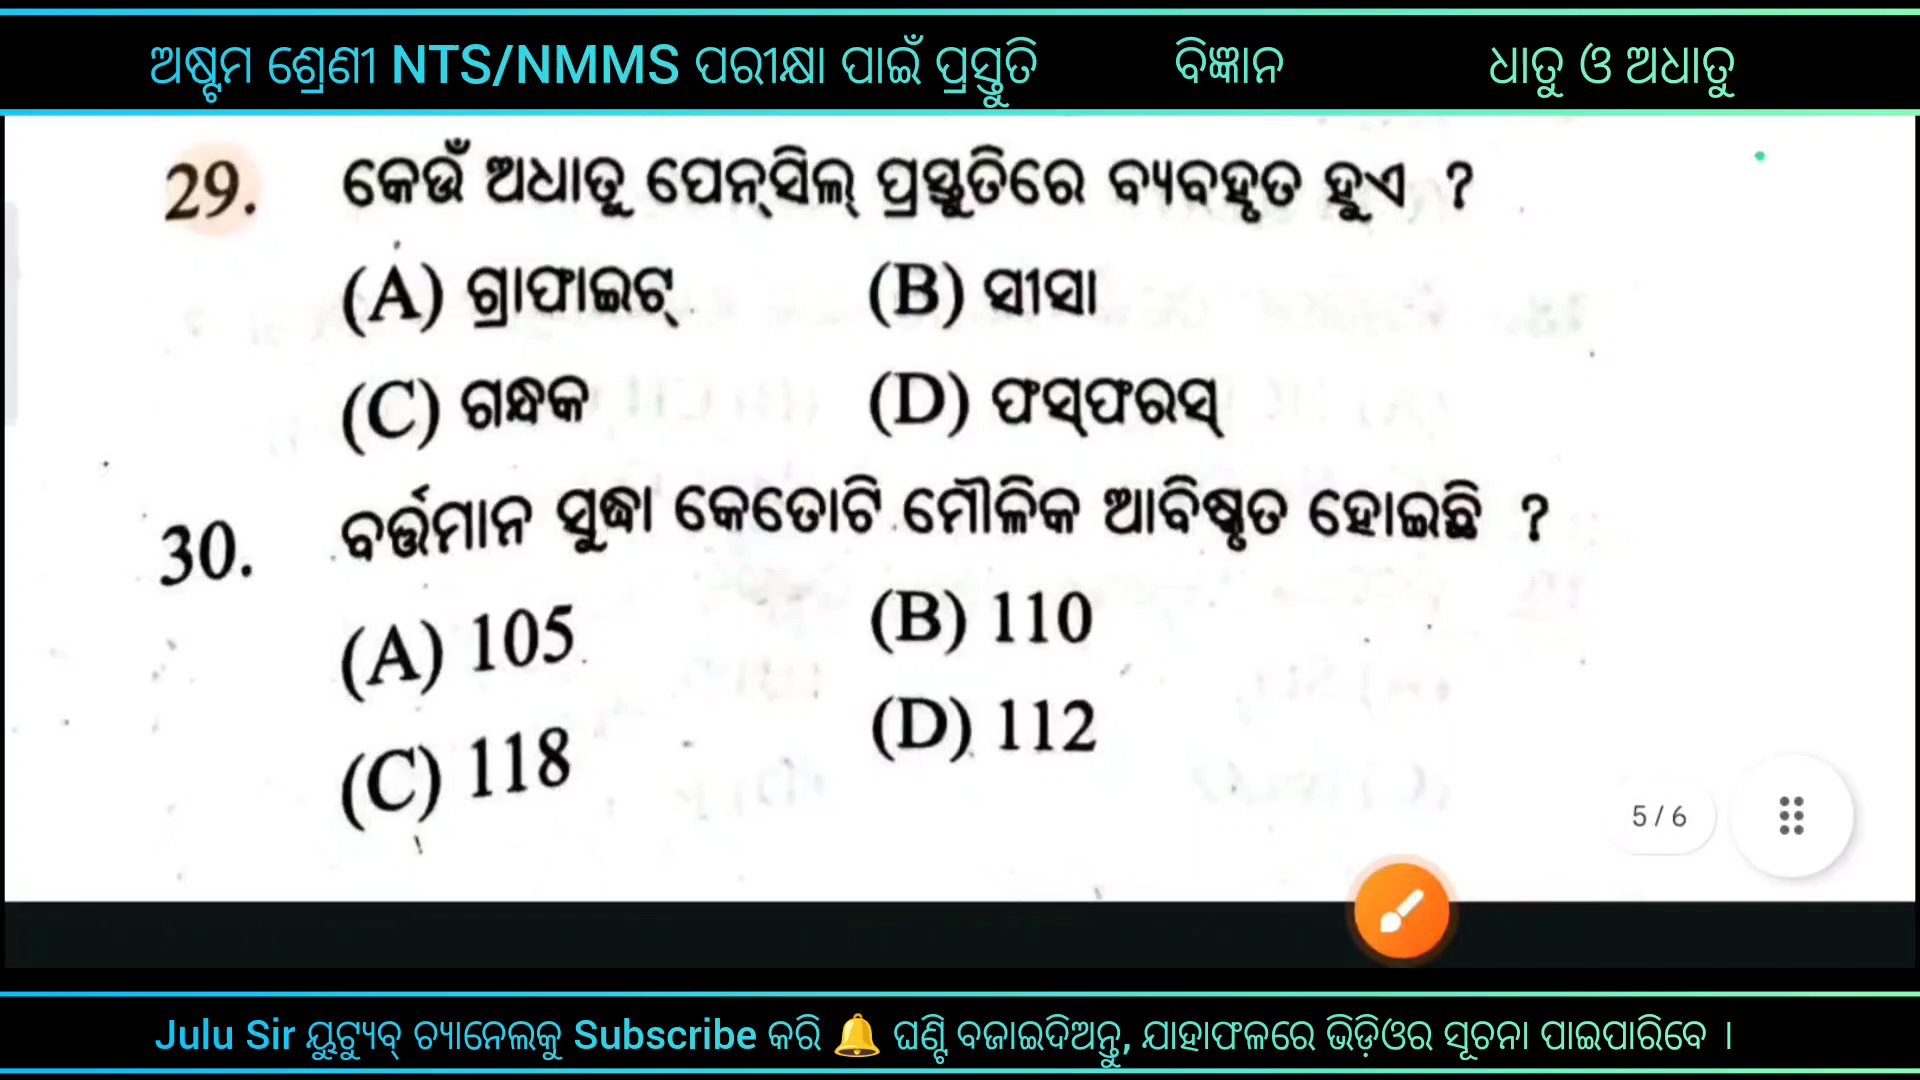 ଅଷ୍ଟମ ଶ୍ରେଣୀ NTS/NMMS ପରୀକ୍ଷା ପାଇଁ ପ୍ରସ୍ତୁତି ବିଜ୍ଞାନ ଧାତୁ ଓ ଅଧାତୁ
29. କେଉଁ ଅଧାତୁ ପେନ୍‌ସିଲ୍ ପ୍ରସ୍ତୁତିରେ ବ୍ୟବହୃତ ହୁଏ ?
(A) ଗ୍ରାଫାଇଟ୍ (B) ସୀସା
(C) ଗନ୍ଧକ (D) ଫସ୍‌ଫରସ୍
30. ବର୍ତ୍ତମାନ ସୁଦ୍ଧା କେତୋଟି ମୌଳିକ ଆବିଷ୍କୃତ ହୋଇଛି ?
(A) 105 (B) 110
(C) 118 (D) 112
5 / 6
Julu Sir ୟୁଟ୍ୟୁବ୍ ଚ୍ୟାନେଲକୁ Subscribe କରି 🔔 ଘଣ୍ଟି ବଜାଇଦିଅନ୍ତୁ, ଯାହାଫଳରେ ଭିଡ଼ିଓର ସୂଚନା ପାଇପାରିବେ ।